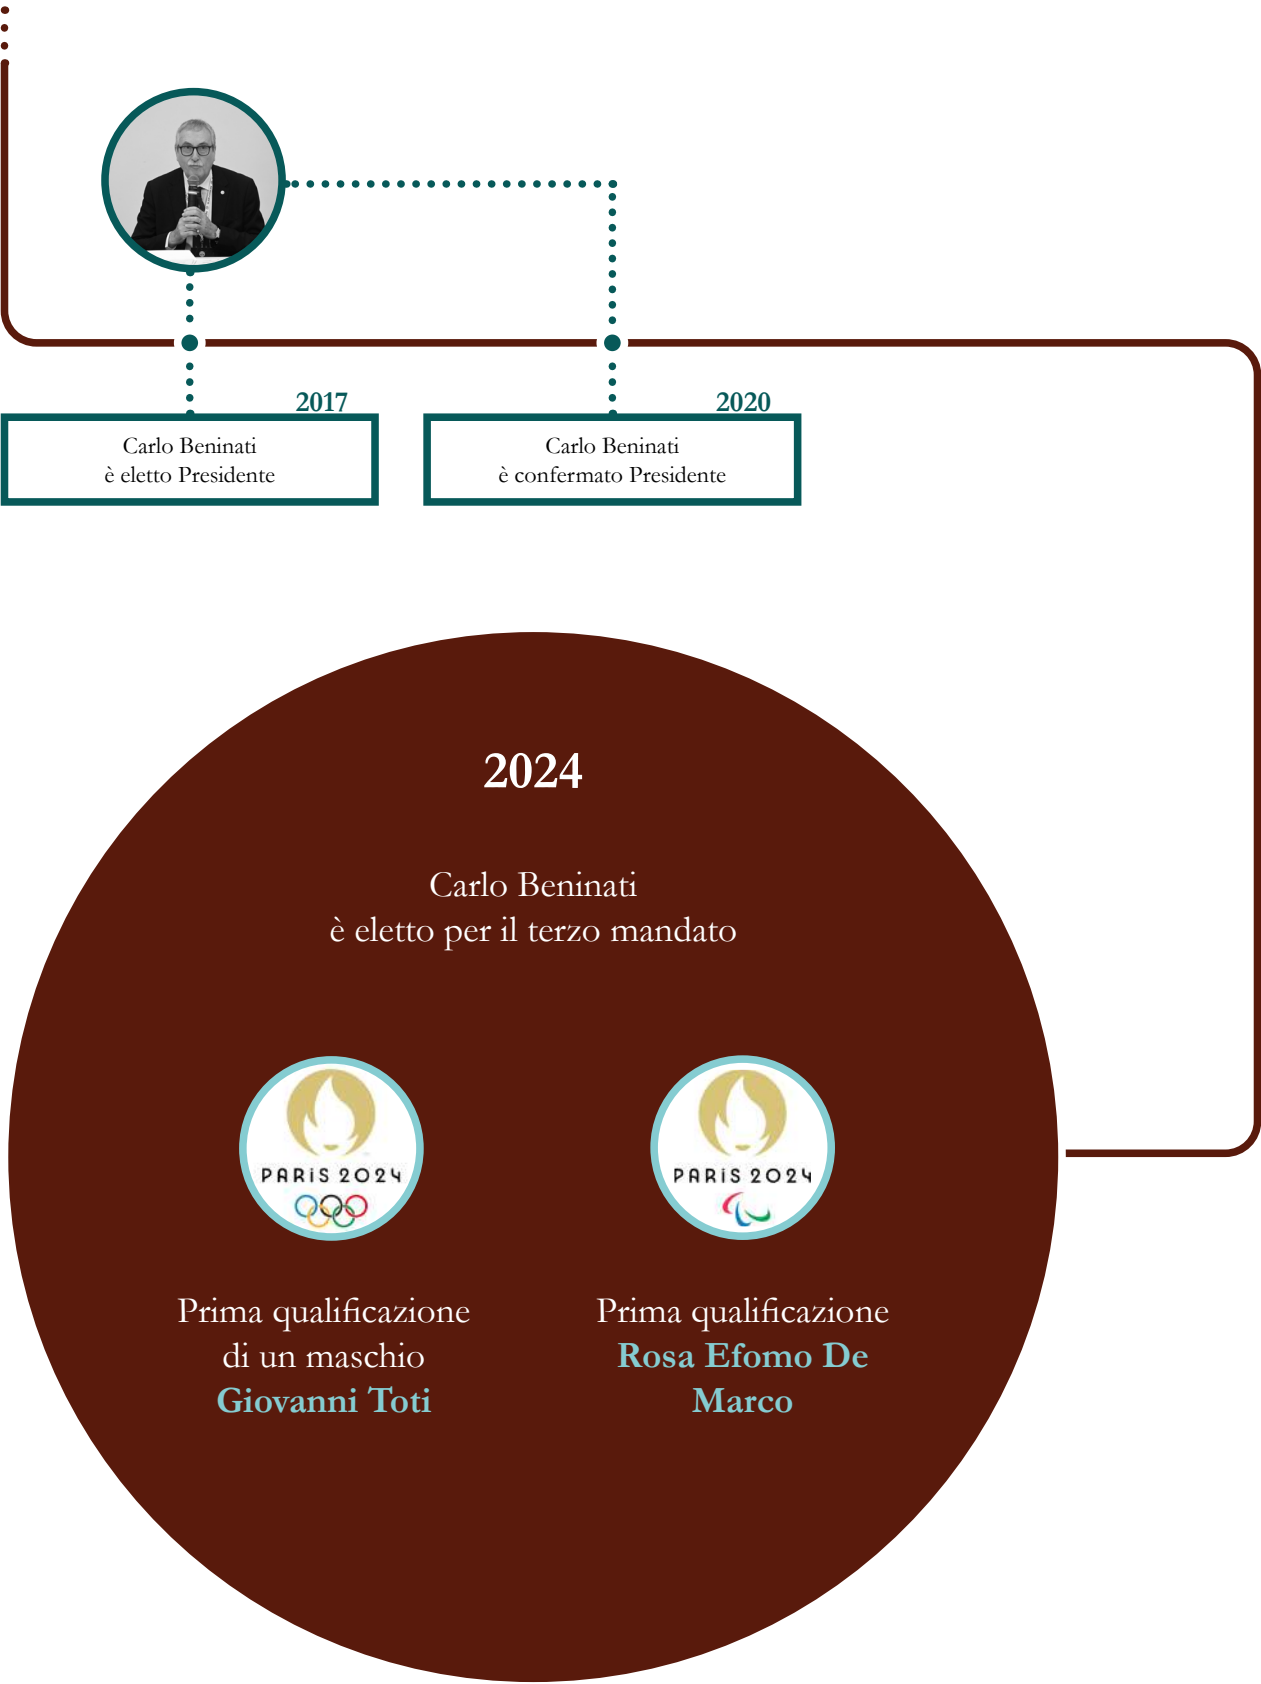 2017
Carlo Beninati
è eletto Presidente
2020
Carlo Beninati
è confermato Presidente
2024
Carlo Beninati
è eletto per il terzo mandato
PARIS 2024
PARIS 2024
Prima qualificazione
di un maschio
Giovanni Toti
Prima qualificazione
Rosa Efomo De
Marco